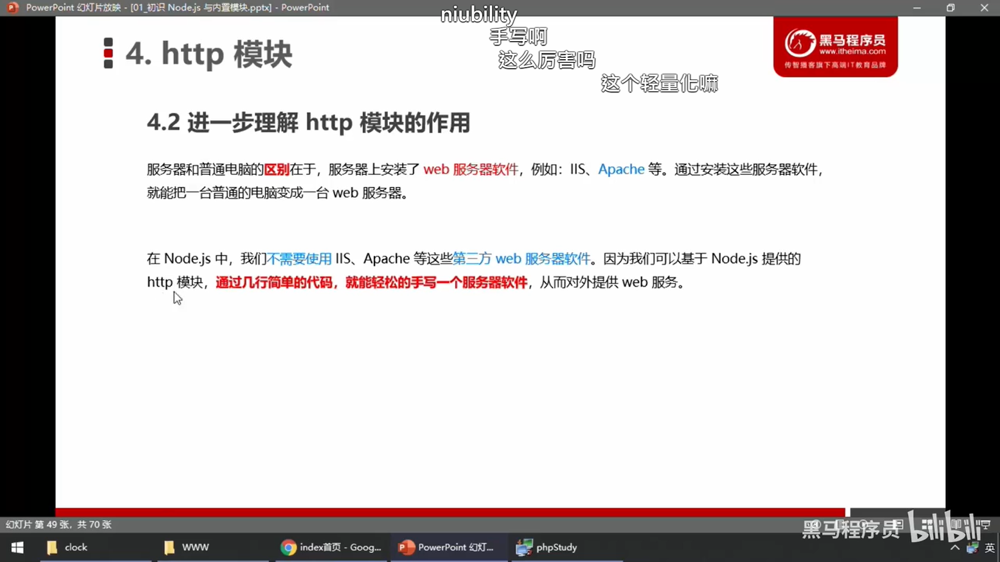 PowerPoint 幻灯片放映 - [01_初识 Node.js 与内置模块.pptx] - PowerPoint
niubility
手写啊
这么厉害吗
这个轻量化嘛
4. http 模块
黑马程序员
www.itheima.com
传智播客旗下高端IT教育品牌
4.2 进一步理解 http 模块的作用
服务器和普通电脑的区别在于，服务器上安装了 web 服务器软件，例如：IIS、Apache 等。通过安装这些服务器软件，
就能把一台普通的电脑变成一台 web 服务器。
在 Node.js 中，我们不需要使用 IIS、Apache 等这些第三方 web 服务器软件。因为我们可以基于 Node.js 提供的
http 模块，通过几行简单的代码，就能轻松的手写一个服务器软件，从而对外提供 web 服务。
幻灯片 第 49 张，共 70 张
黑马程序员 bilibili
clock
WWW
index首页 - Goog...
PowerPoint 幻灯...
phpStudy
英